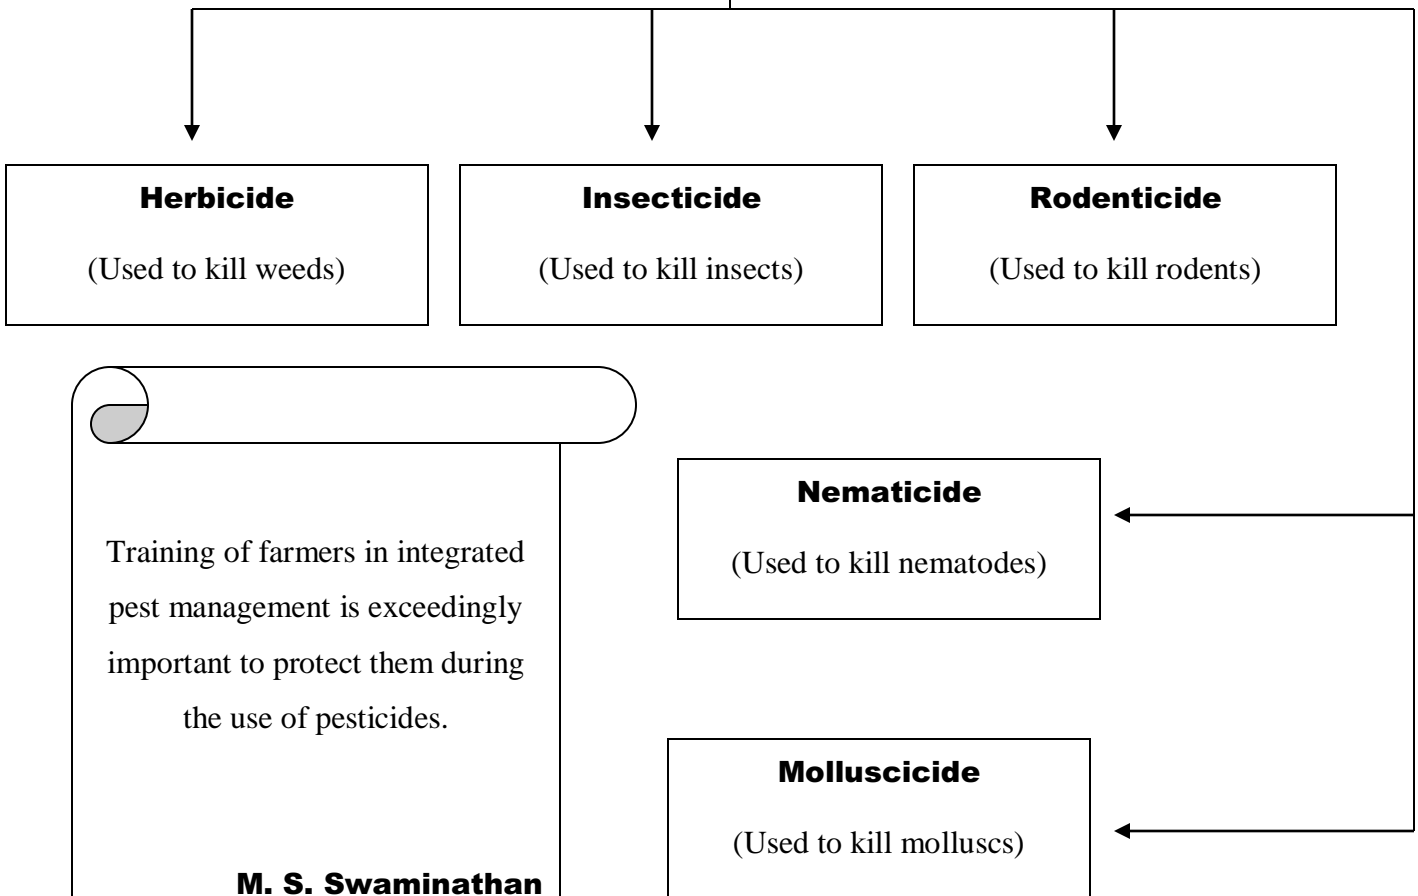 Herbicide
(Used to kill weeds)
Insecticide
(Used to kill insects)
Rodenticide
(Used to kill rodents)
Training of farmers in integrated
pest management is exceedingly
important to protect them during
the use of pesticides.
M. S. Swaminathan
Nematicide
(Used to kill nematodes)
Molluscicide
(Used to kill molluscs)